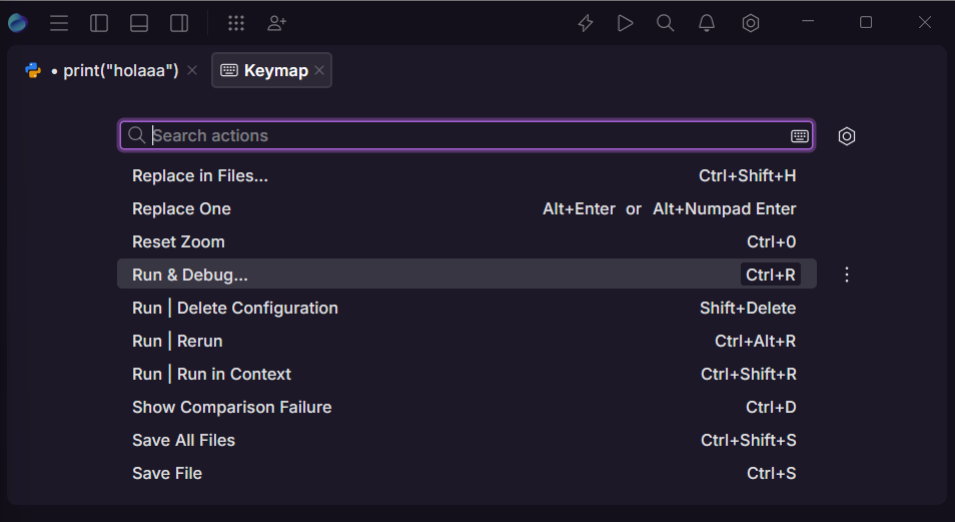 • print("holaaa")
Keymap
Search actions
Replace in Files... Ctrl+Shift+H
Replace One Alt+Enter or Alt+Numpad Enter
Reset Zoom Ctrl+0
Run & Debug... Ctrl+R
Run | Delete Configuration Shift+Delete
Run | Rerun Ctrl+Alt+R
Run | Run in Context Ctrl+Shift+R
Show Comparison Failure Ctrl+D
Save All Files Ctrl+Shift+S
Save File Ctrl+S